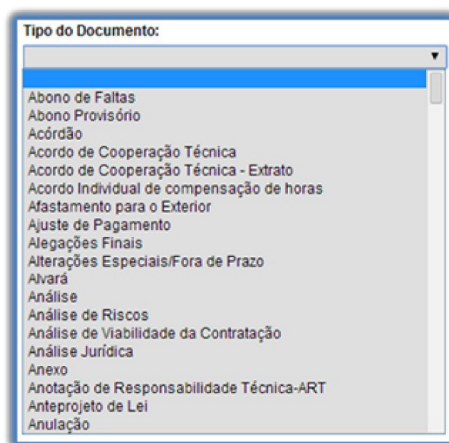 Tipo do Documento:
Abono de Faltas
Abono Provisório
Acórdão
Acordo de Cooperação Técnica
Acordo de Cooperação Técnica - Extrato
Acordo Individual de compensação de horas
Afastamento para o Exterior
Ajuste de Pagamento
Alegações Finais
Alterações Especiais/Fora de Prazo
Alvará
Análise
Análise de Riscos
Análise de Viabilidade da Contratação
Análise Jurídica
Anexo
Anotação de Responsabilidade Técnica-ART
Anteprojeto de Lei
Anulação